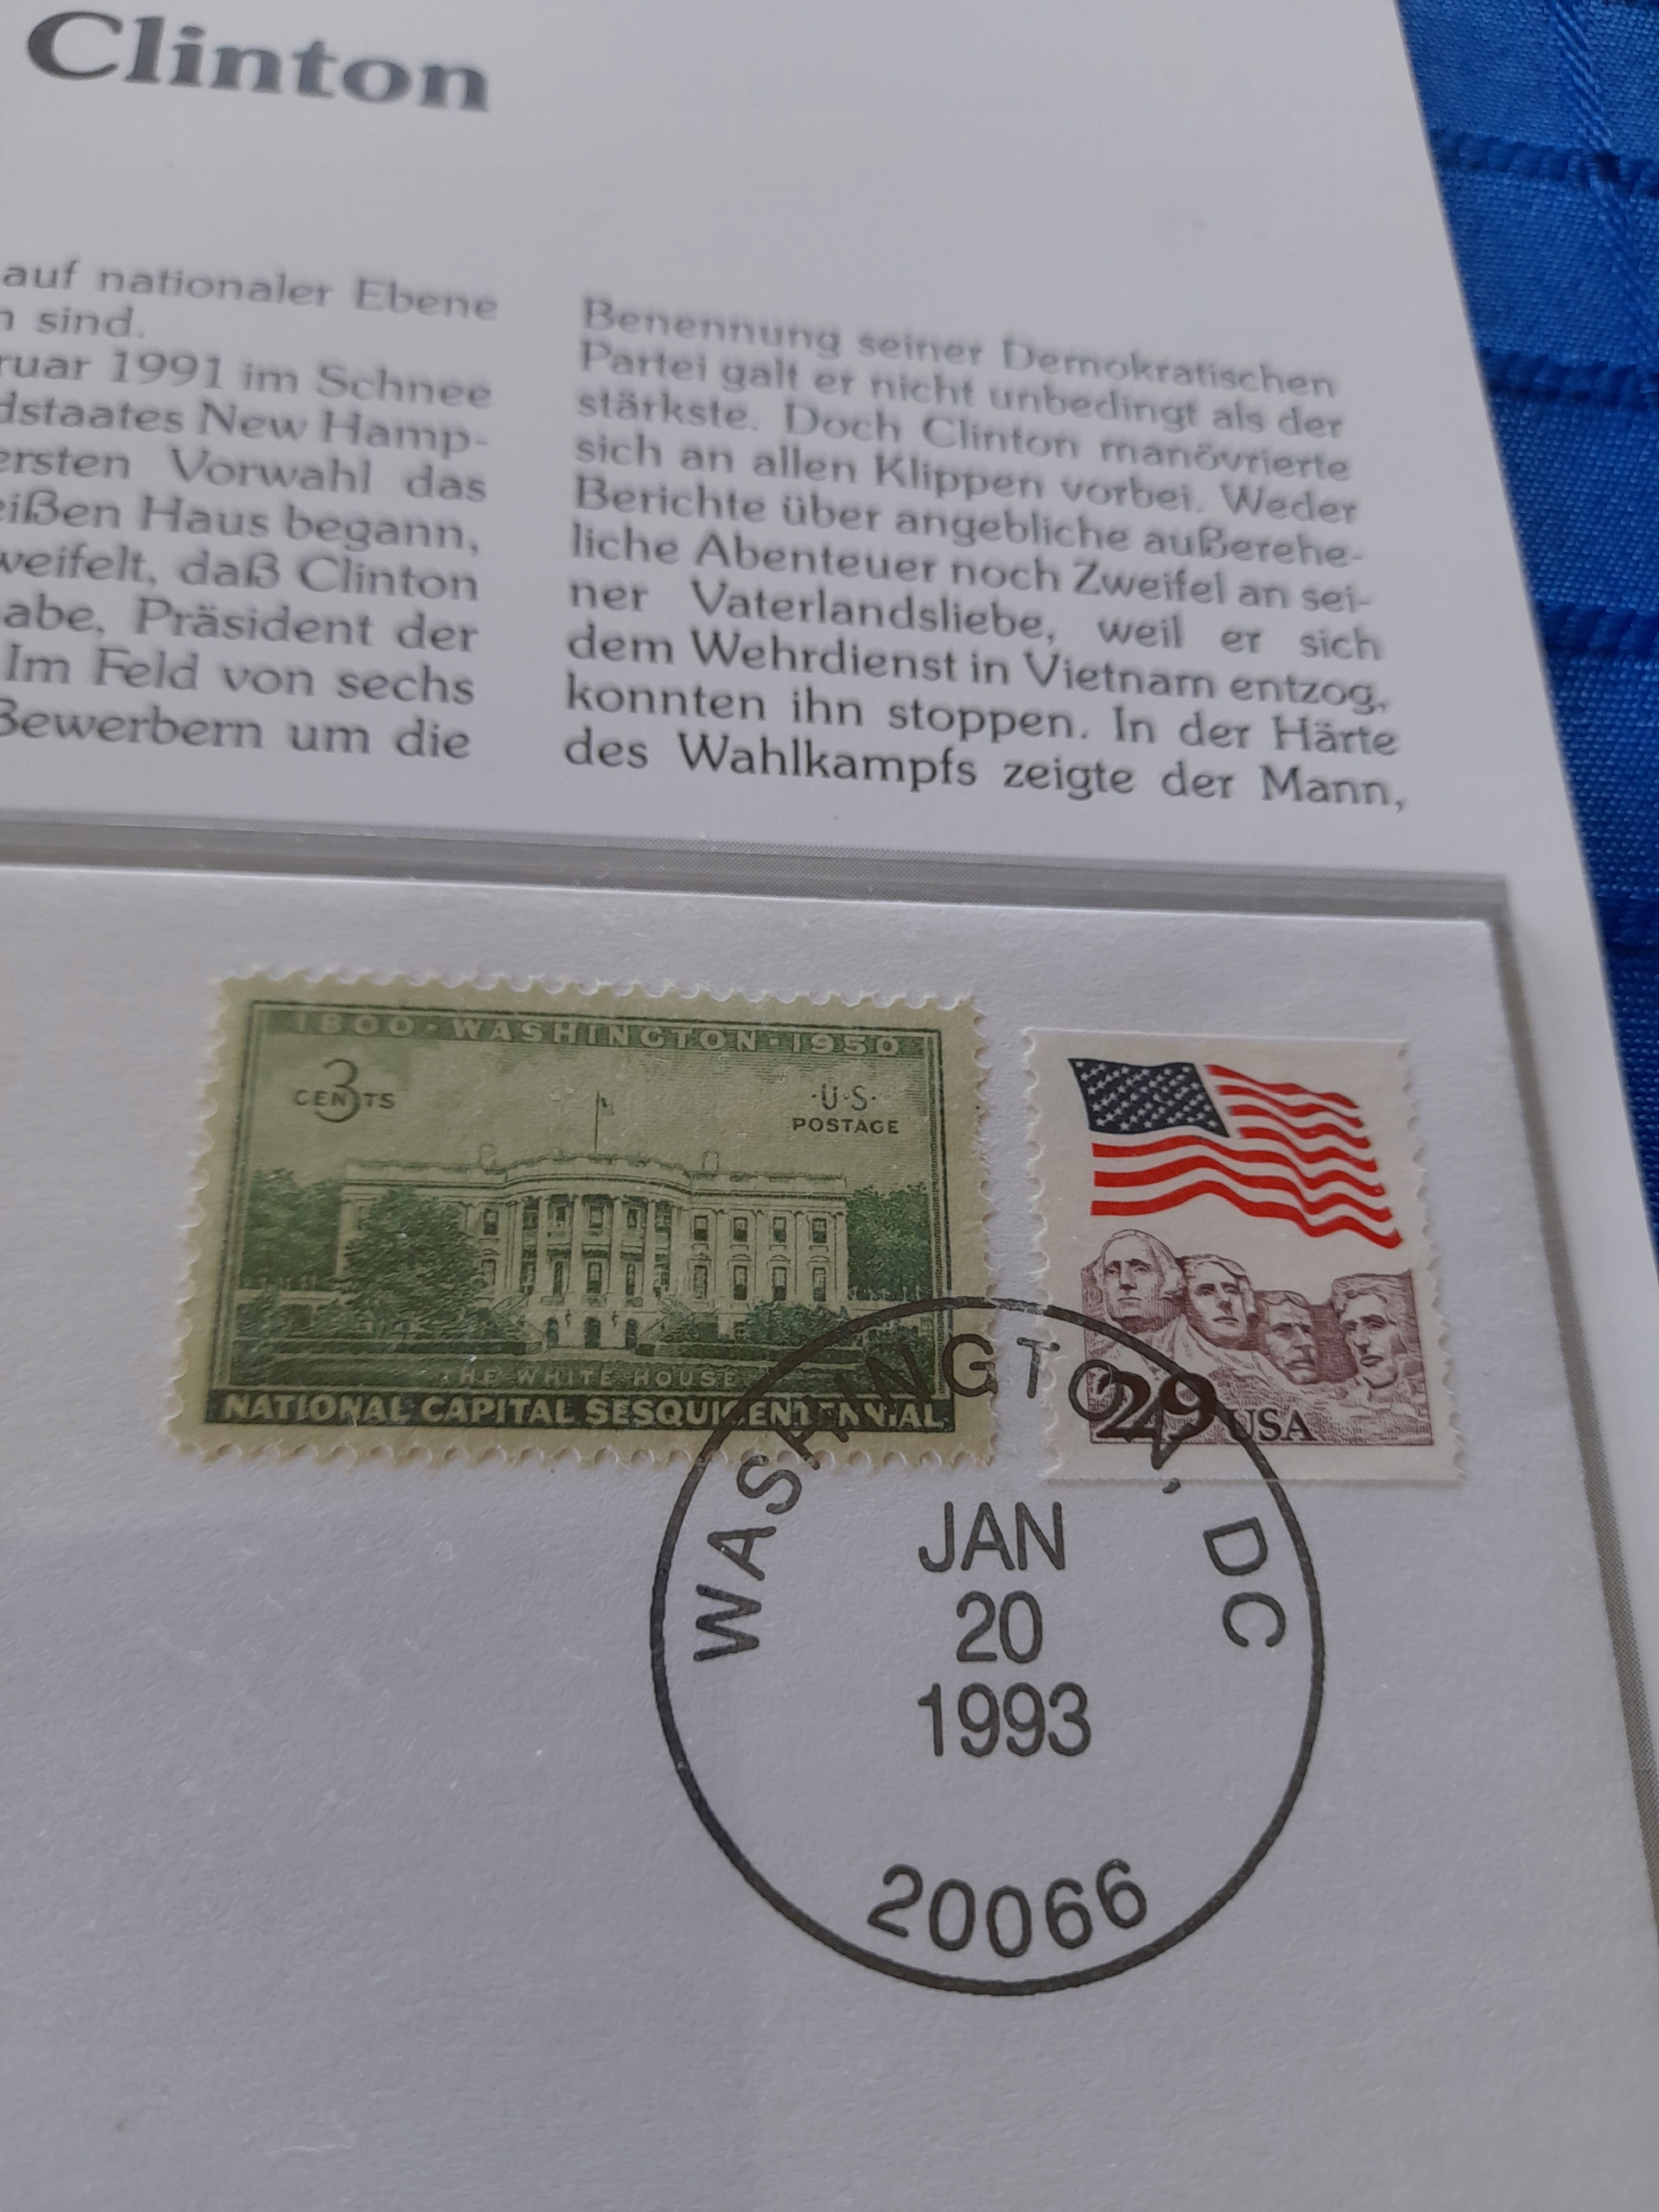 Clinton
auf nationaler Ebene
n sind.
ruar 1991 im Schnee
dstaates New Hamp-
ersten Vorwahl das
eißen Haus begann,
weifelt, daß Clinton
abe, Präsident der
Im Feld von sechs
Bewerbern um die
Benennung seiner Demokratischen
Partei galt er nicht unbedingt als der
stärkste. Doch Clinton manövrierte
sich an allen Klippen vorbei. Weder
Berichte über angebliche außerehe-
liche Abenteuer noch Zweifel an sei-
ner Vaterlandsliebe, weil er sich
dem Wehrdienst in Vietnam entzog,
konnten ihn stoppen. In der Härte
des Wahlkampfs zeigte der Mann,
1800·WASHINGTON·1950
3
CENTS
·U·S·
POSTAGE
THE WHITE HOUSE
NATIONAL CAPITAL SESQUICENTENNIAL
29 USA
WASHINGTON, DC
JAN
20
1993
20066